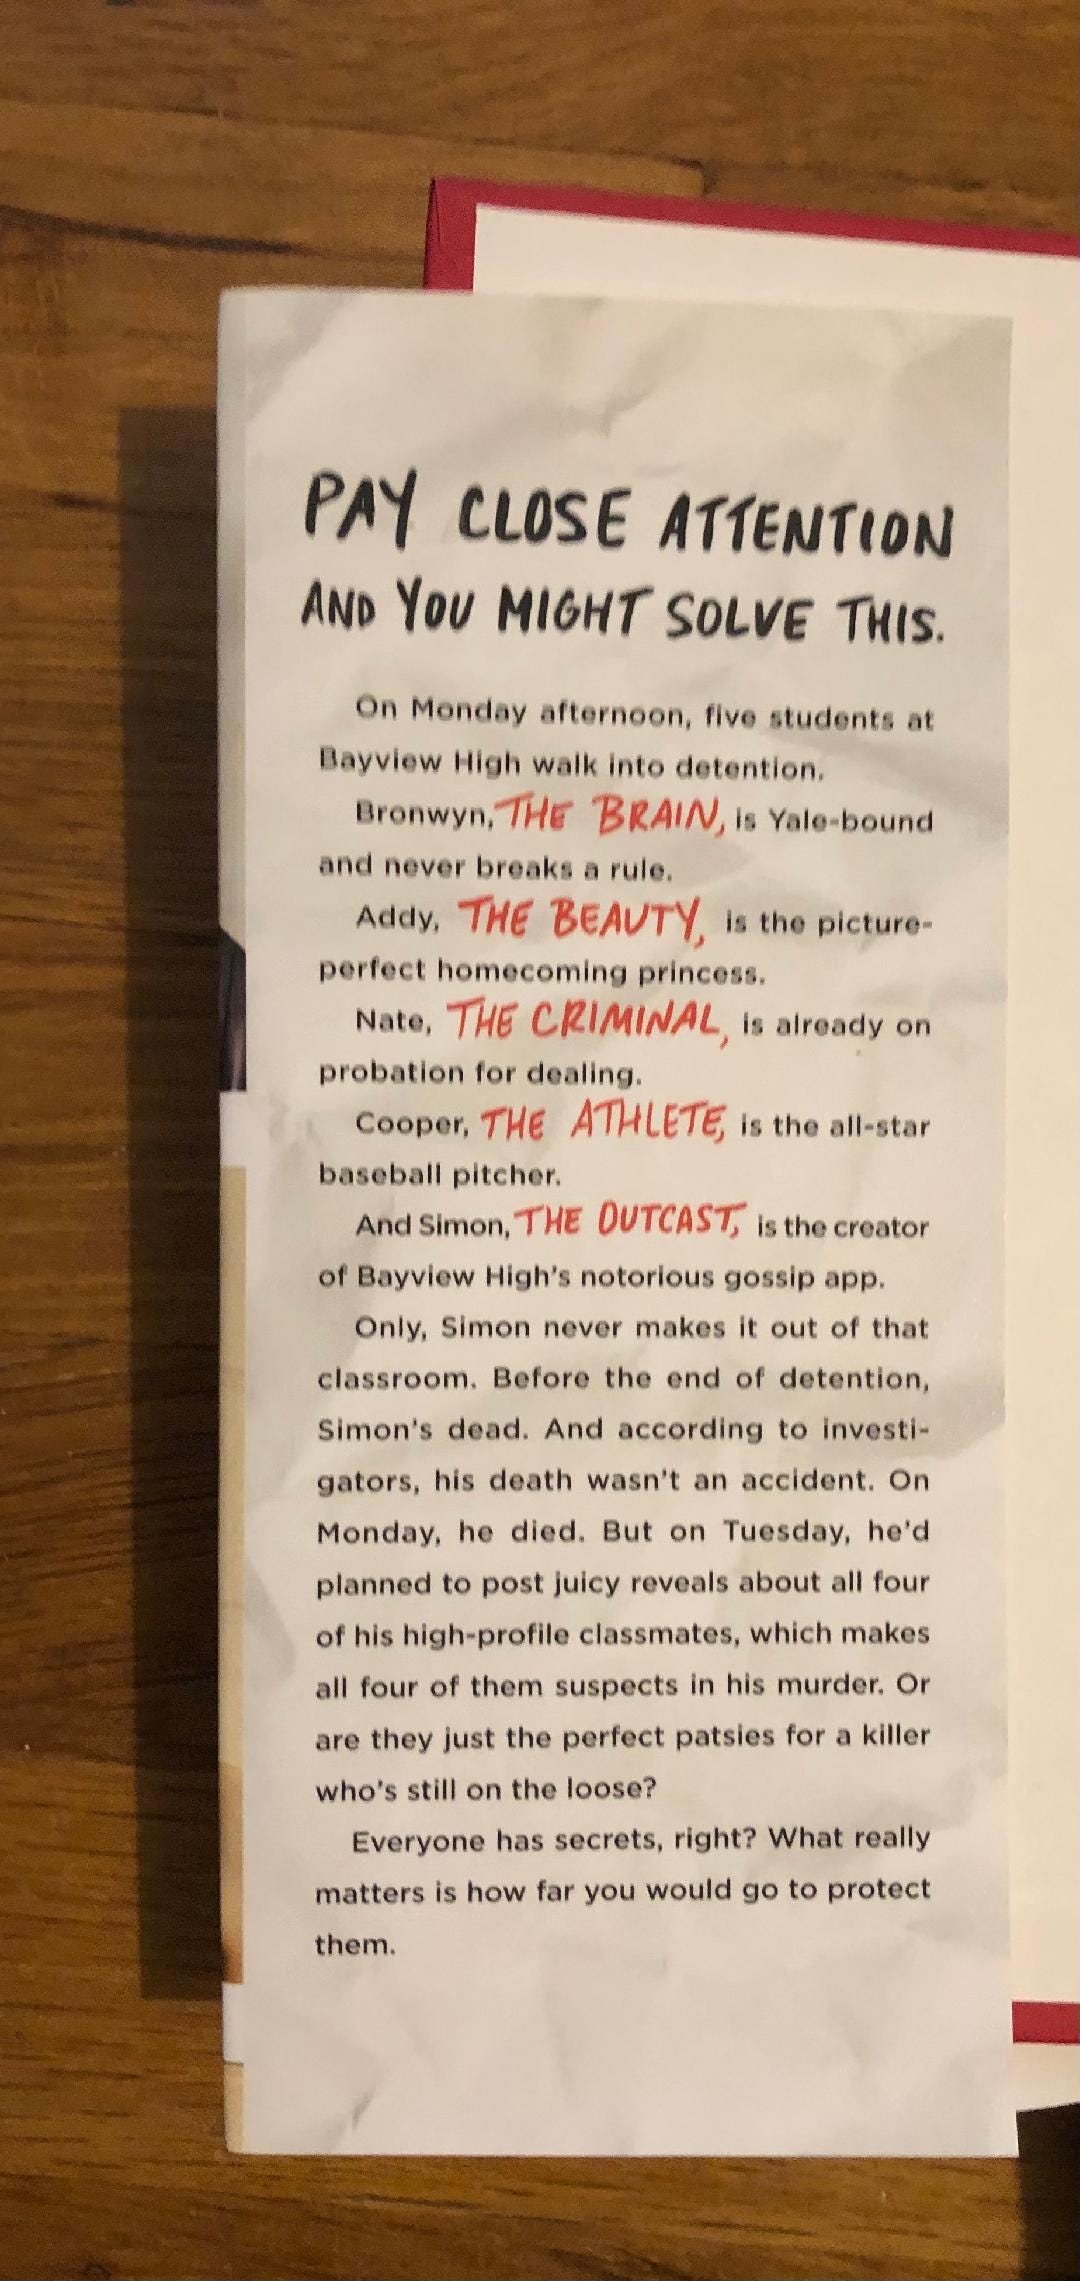 PAY CLOSE ATTENTION
AND YOU MIGHT SOLVE THIS.
On Monday afternoon, five students at
Bayview High walk into detention.
Bronwyn, THE BRAIN, is Yale-bound
and never breaks a rule.
Addy, THE BEAUTY, is the picture-
perfect homecoming princess.
Nate, THE CRIMINAL, is already on
probation for dealing.
Cooper, THE ATHLETE, is the all-star
baseball pitcher.
And Simon, THE OUTCAST, is the creator
of Bayview High's notorious gossip app.
Only, Simon never makes it out of that
classroom. Before the end of detention,
Simon's dead. And according to investi-
gators, his death wasn't an accident. On
Monday, he died. But on Tuesday, he'd
planned to post juicy reveals about all four
of his high-profile classmates, which makes
all four of them suspects in his murder. Or
are they just the perfect patsies for a killer
who's still on the loose?
Everyone has secrets, right? What really
matters is how far you would go to protect
them.